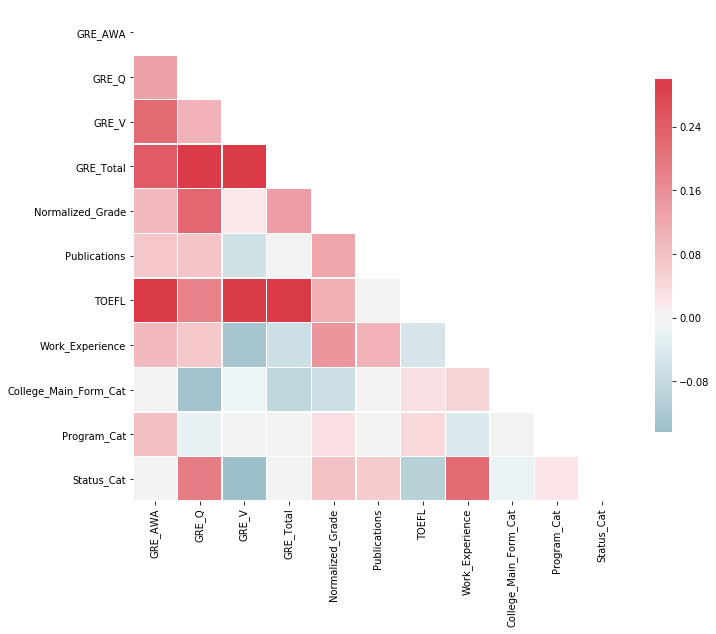 GRE_AWA
GRE_Q
GRE_V
GRE_Total
Normalized_Grade
Publications
TOEFL
Work_Experience
College_Main_Form_Cat
Program_Cat
Status_Cat
GRE_AWA
GRE_Q
GRE_V
GRE_Total
Normalized_Grade
Publications
TOEFL
Work_Experience
College_Main_Form_Cat
Program_Cat
Status_Cat
0.24
0.16
0.08
0.00
−0.08